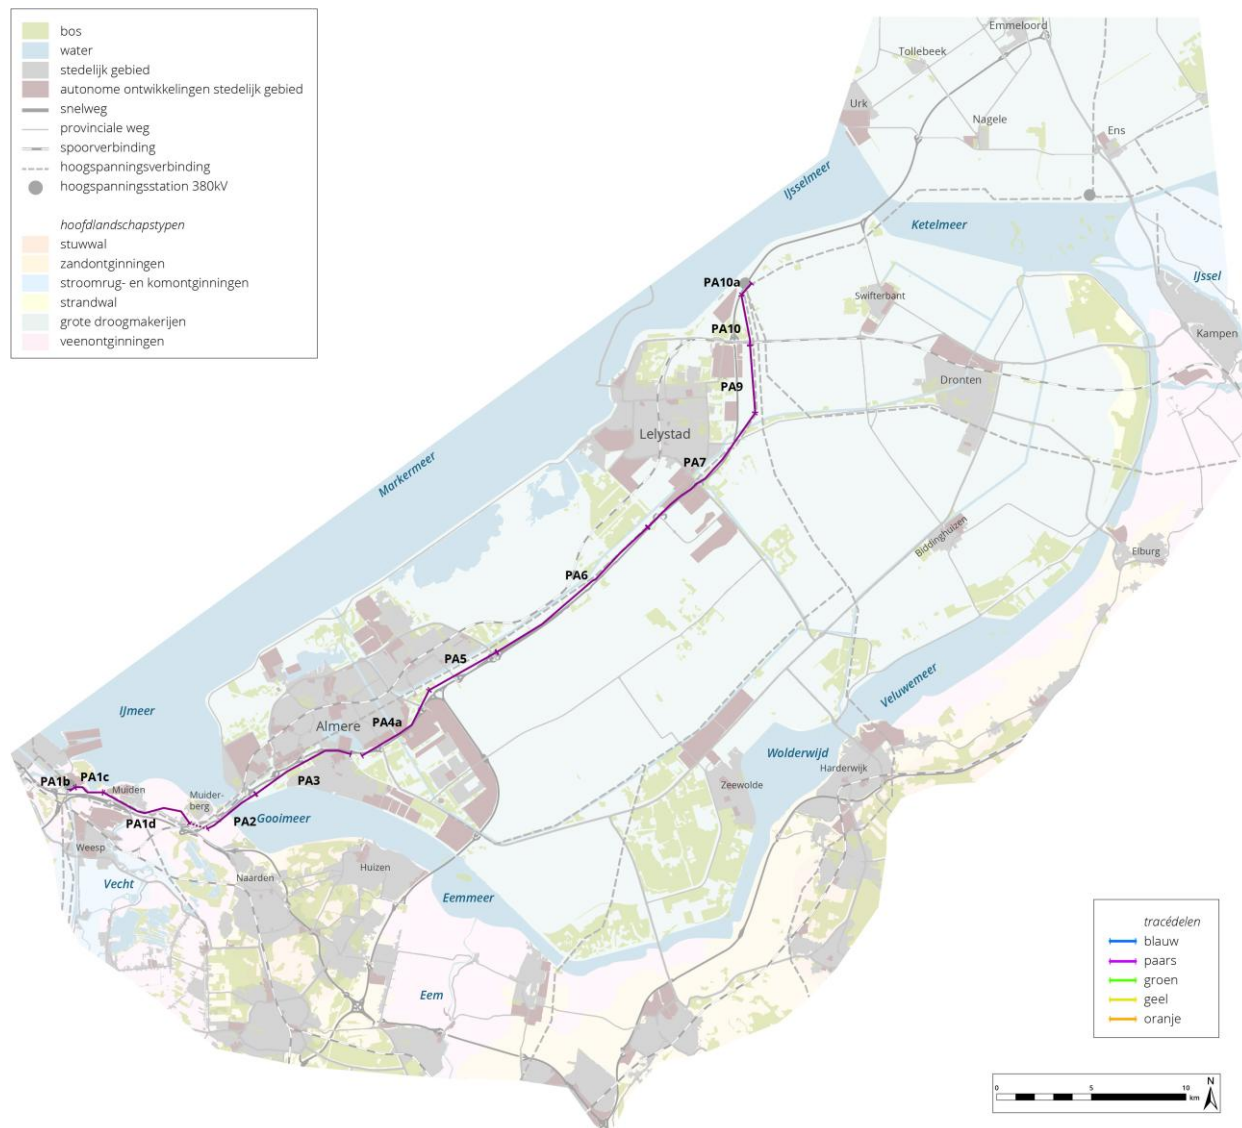 bos
water
stedelijk gebied
autonome ontwikkelingen stedelijk gebied
snelweg
provinciale weg
spoorverbinding
hoogspanningsverbinding
hoogspanningsstation 380kV
hoofdlandschapstypen
stuwwal
zandontginningen
stroomrug- en komontginningen
strandwal
grote droogmakerijen
veenontginningen
Emmeloord
Tollebeek
Urk
Nagele
Ens
IJsselmeer
Ketelmeer
IJssel
PA10a
Swifterbant
PA10
Kampen
PA9
Dronten
Lelystad
PA7
Markermeer
Biddinghuizen
Elburg
PA6
PA5
Veluwemeer
IJmeer
PA4a
Almere
Wolderwijd
Harderwijk
PA1b
PA1c
PA3
Zeewolde
Muiden
Muider-
berg
PA1d
PA2
Gooimeer
Weesp
Huizen
Naarden
Vecht
Eemmeer
Eem
tracédelen
blauw
paars
groen
geel
oranje
0
5
10
km
N